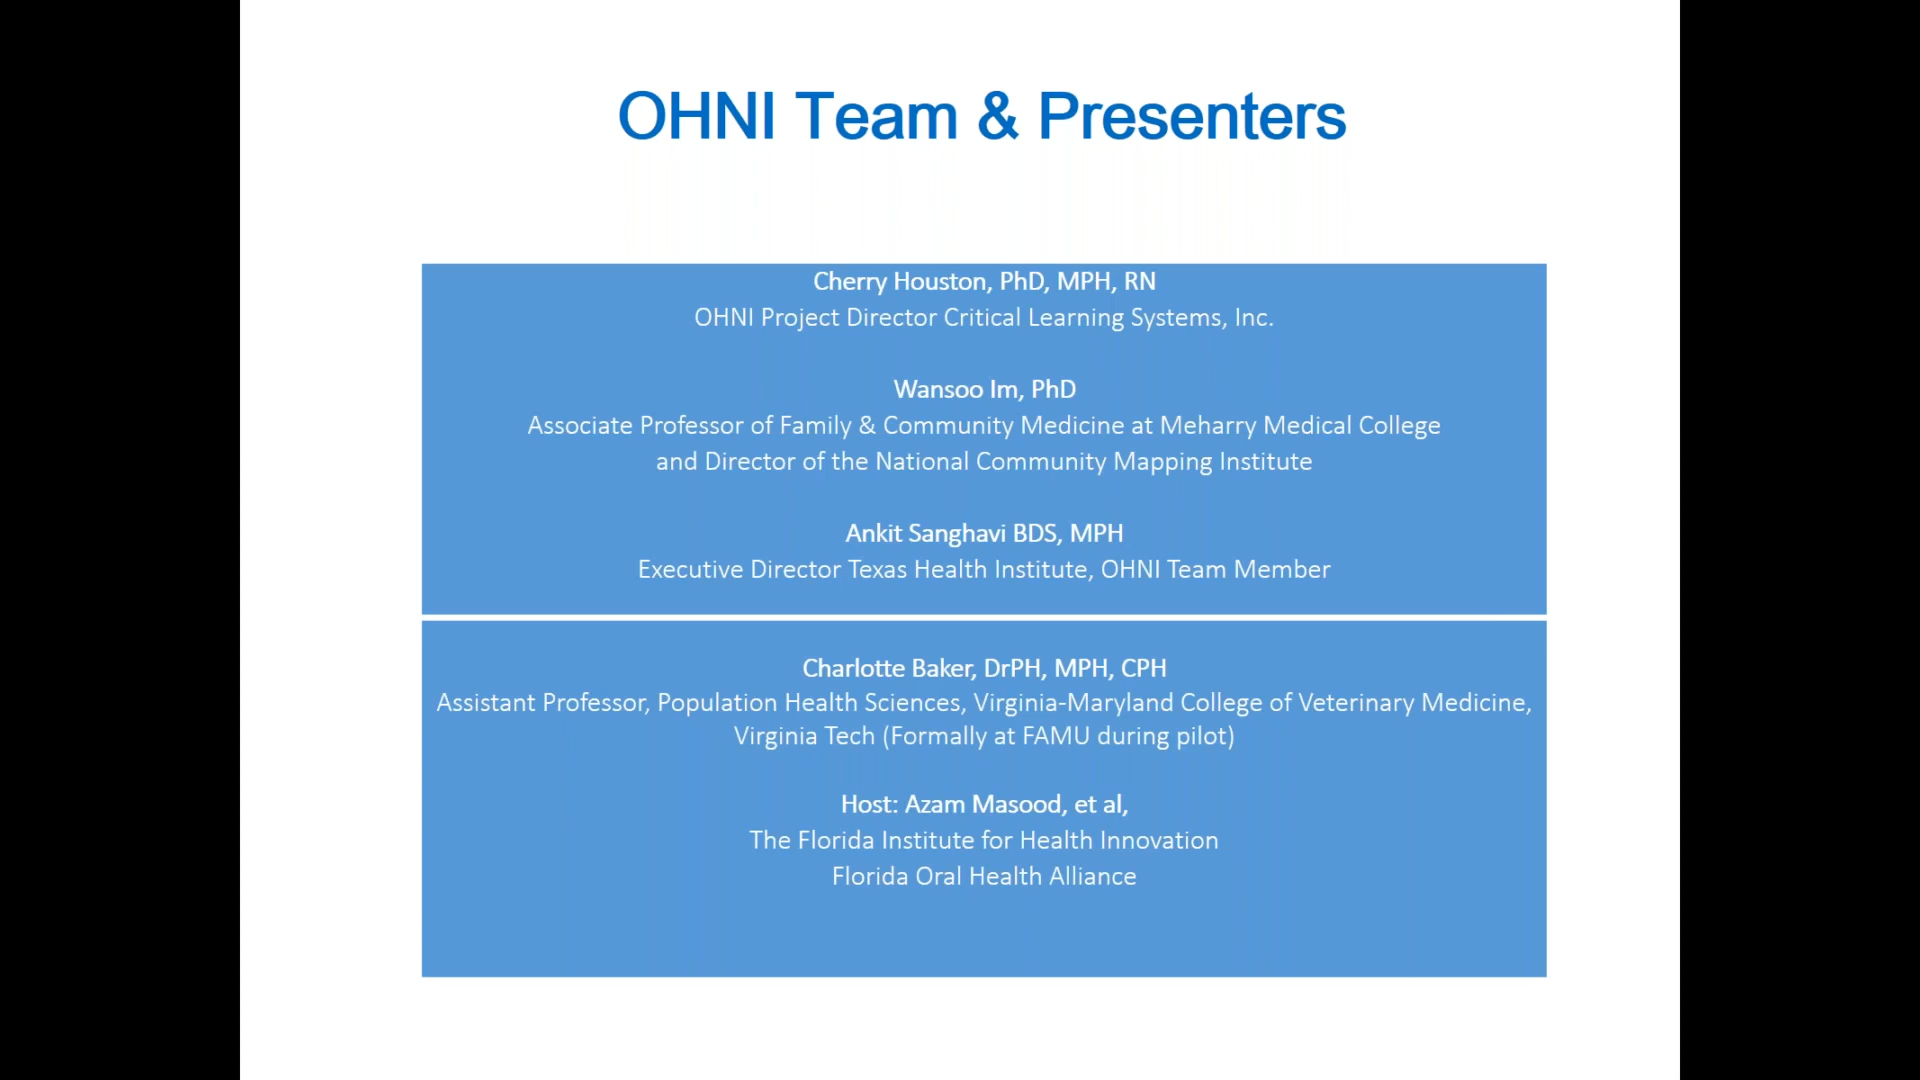 OHNI Team & Presenters
Cherry Houston, PhD, MPH, RN
OHNI Project Director Critical Learning Systems, Inc.
Wansoo Im, PhD
Associate Professor of Family & Community Medicine at Meharry Medical College
and Director of the National Community Mapping Institute
Ankit Sanghavi BDS, MPH
Executive Director Texas Health Institute, OHNI Team Member
Charlotte Baker, DrPH, MPH, CPH
Assistant Professor, Population Health Sciences, Virginia-Maryland College of Veterinary Medicine,
Virginia Tech (Formally at FAMU during pilot)
Host: Azam Masood, et al,
The Florida Institute for Health Innovation
Florida Oral Health Alliance